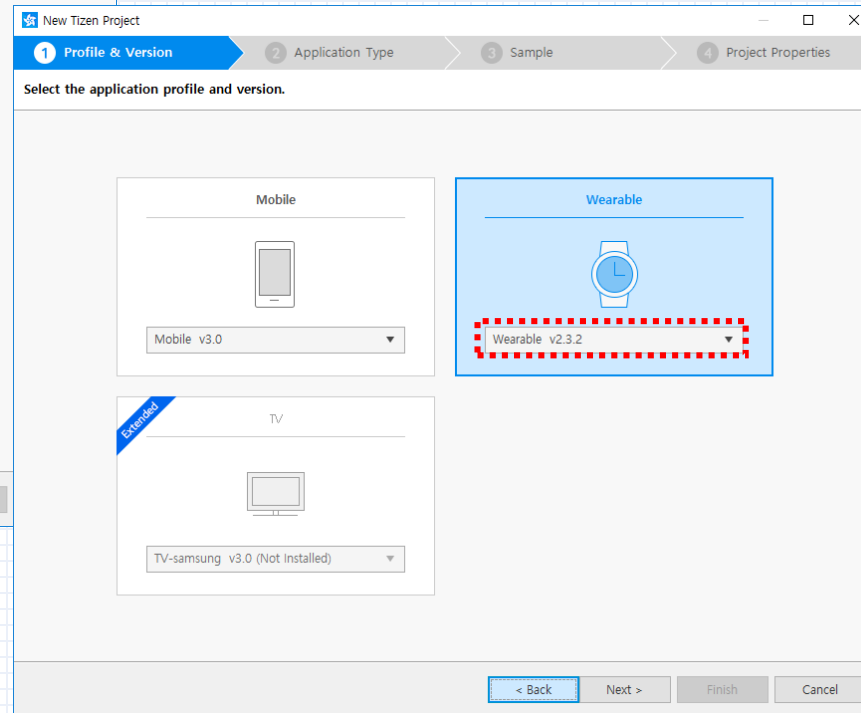 New Tizen Project
1 Profile & Version 2 Application Type 3 Sample 4 Project Properties
Select the application profile and version.
Mobile
Mobile v3.0
Wearable
Wearable v2.3.2
Extended
TV
TV-samsung v3.0 (Not Installed)
< Back Next > Finish Cancel